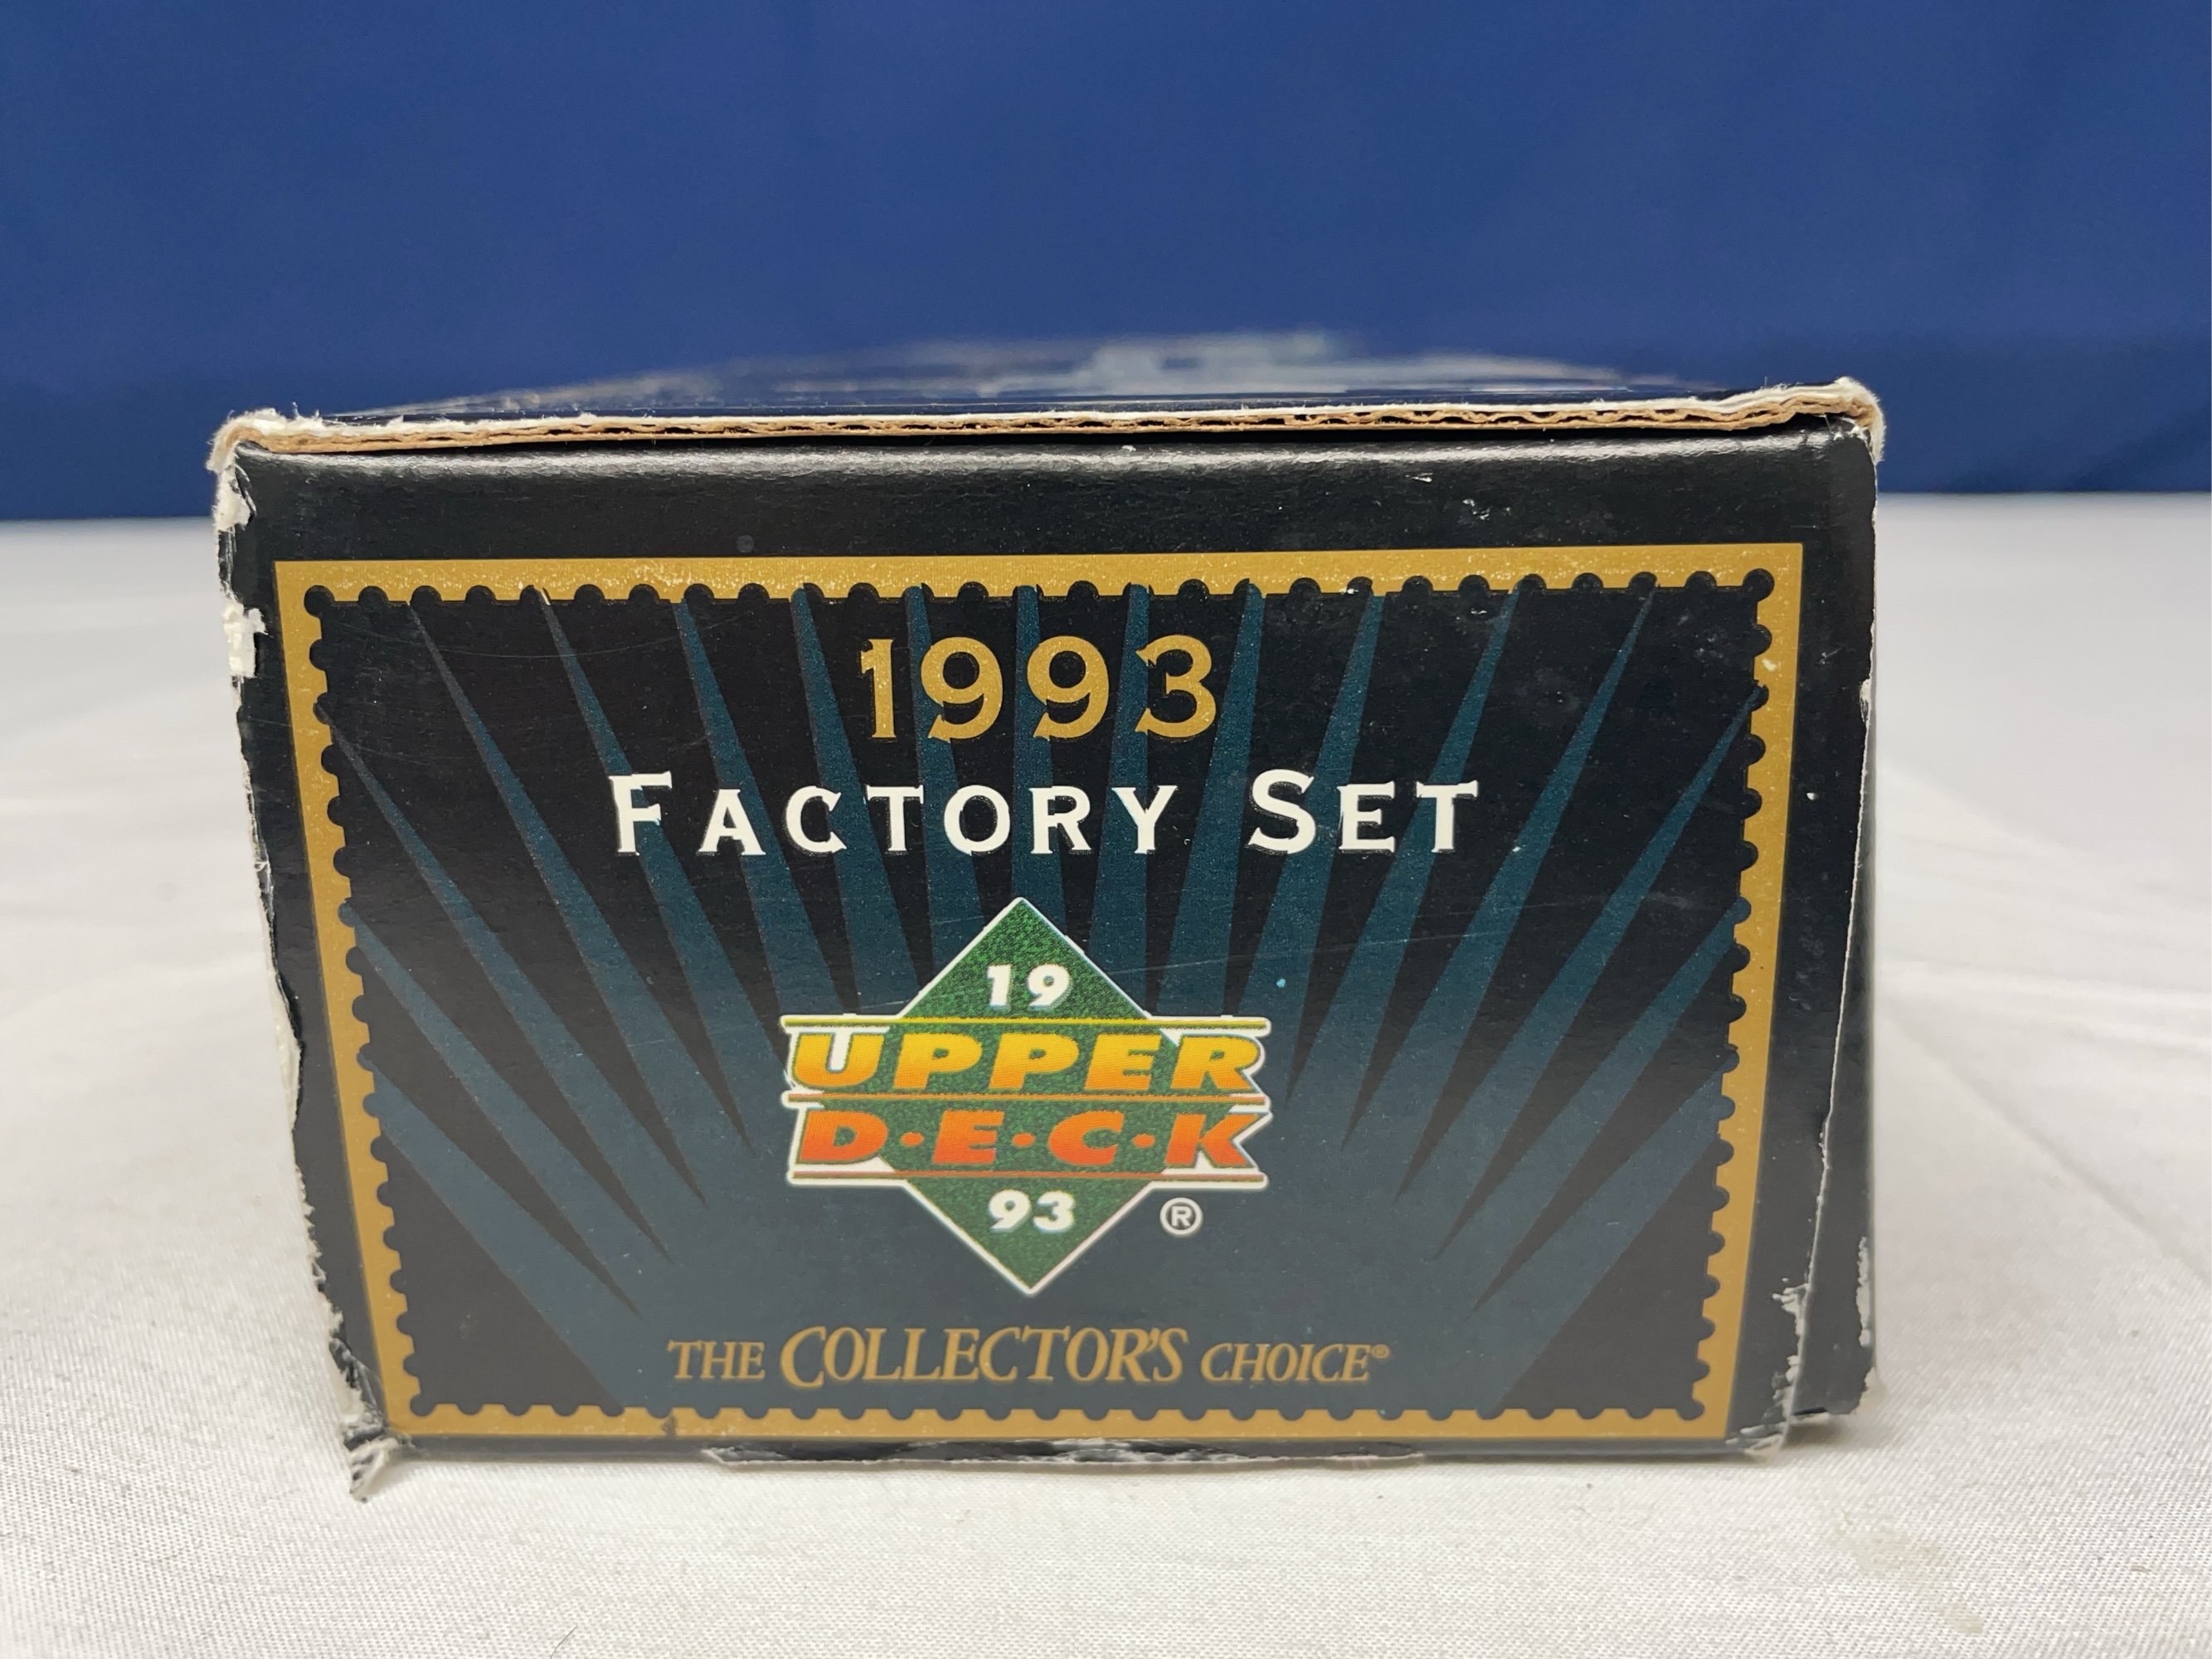 1993
FACTORY SET
19
UPPER
D·E·C·K
93 ®
THE COLLECTOR'S CHOICE®